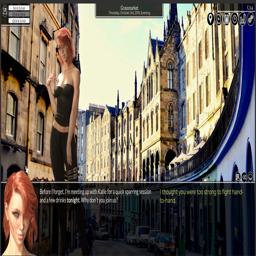 Grassmarket
Thursday, October 3rd, 2019, Evening
Before I forget, I'm meeting up with Katie for a quick sparring session
and a few drinks tonight. Why don't you join us?
I thought you were too strong to fight hand-
to-hand.